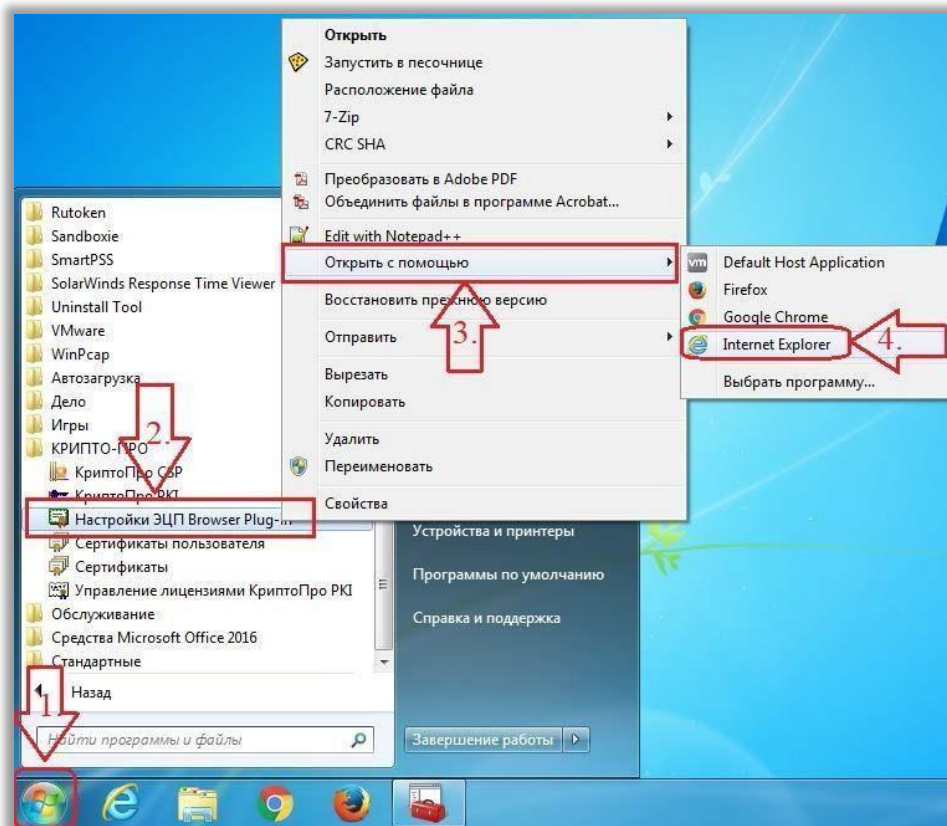 Открыть
Запустить в песочнице
Расположение файла
7-Zip
CRC SHA
Преобразовать в Adobe PDF
Объединить файлы в программе Acrobat...
Edit with Notepad++
Открыть с помощью
Восстановить прежнюю версию
3.
Отправить
Вырезать
Копировать
Удалить
Переименовать
Свойства
Default Host Application
Firefox
Google Chrome
Internet Explorer
4.
Выбрать программу...
Rutoken
Sandboxie
SmartPSS
SolarWinds Response Time Viewer
Uninstall Tool
VMware
WinPcap
Автозагрузка
Дело
Игры
2.
КРИПТО-ПРО
КриптоПро CSP
КриптоПро PKI
Настройки ЭЦП Browser Plug-in
Сертификаты пользователя
Сертификаты
Управление лицензиями КриптоПро PKI
Обслуживание
Средства Microsoft Office 2016
Стандартные
Назад
1.
Найти программы и файлы
Устройства и принтеры
Программы по умолчанию
Справка и поддержка
Завершение работы